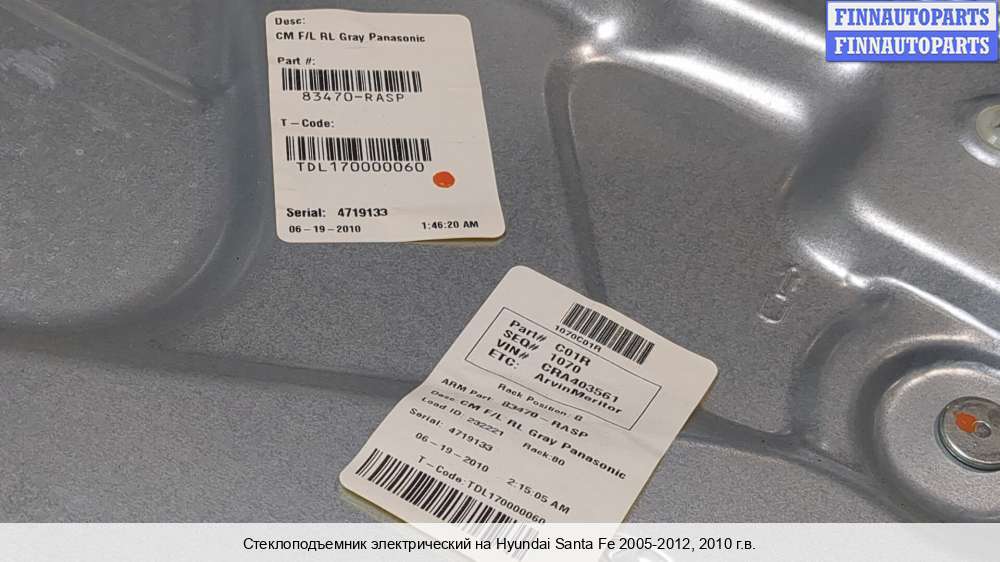 FINNAUTOPARTS
FINNAUTOPARTS
Desc:
CM F/L RL Gray Panasonic
Part #:
83470-RASP
T-Code:
TDL170000060
Serial: 4719133
06-19-2010 1:46:20 AM
1070C01R
Part# C01R
SEQ# 1070
VIN# CRA403561
ETC: ArvinMeritor
Rack Position: 8
ARM Part: 83470-RASP
Desc: CM F/L RL Gray Panasonic
Load ID: 232221 Rack:80
Serial: 4719133
06-19-2010 2:15:05 AM
T-Code:TDL170000060
Стеклоподъемник электрический на Hyundai Santa Fe 2005-2012, 2010 г.в.